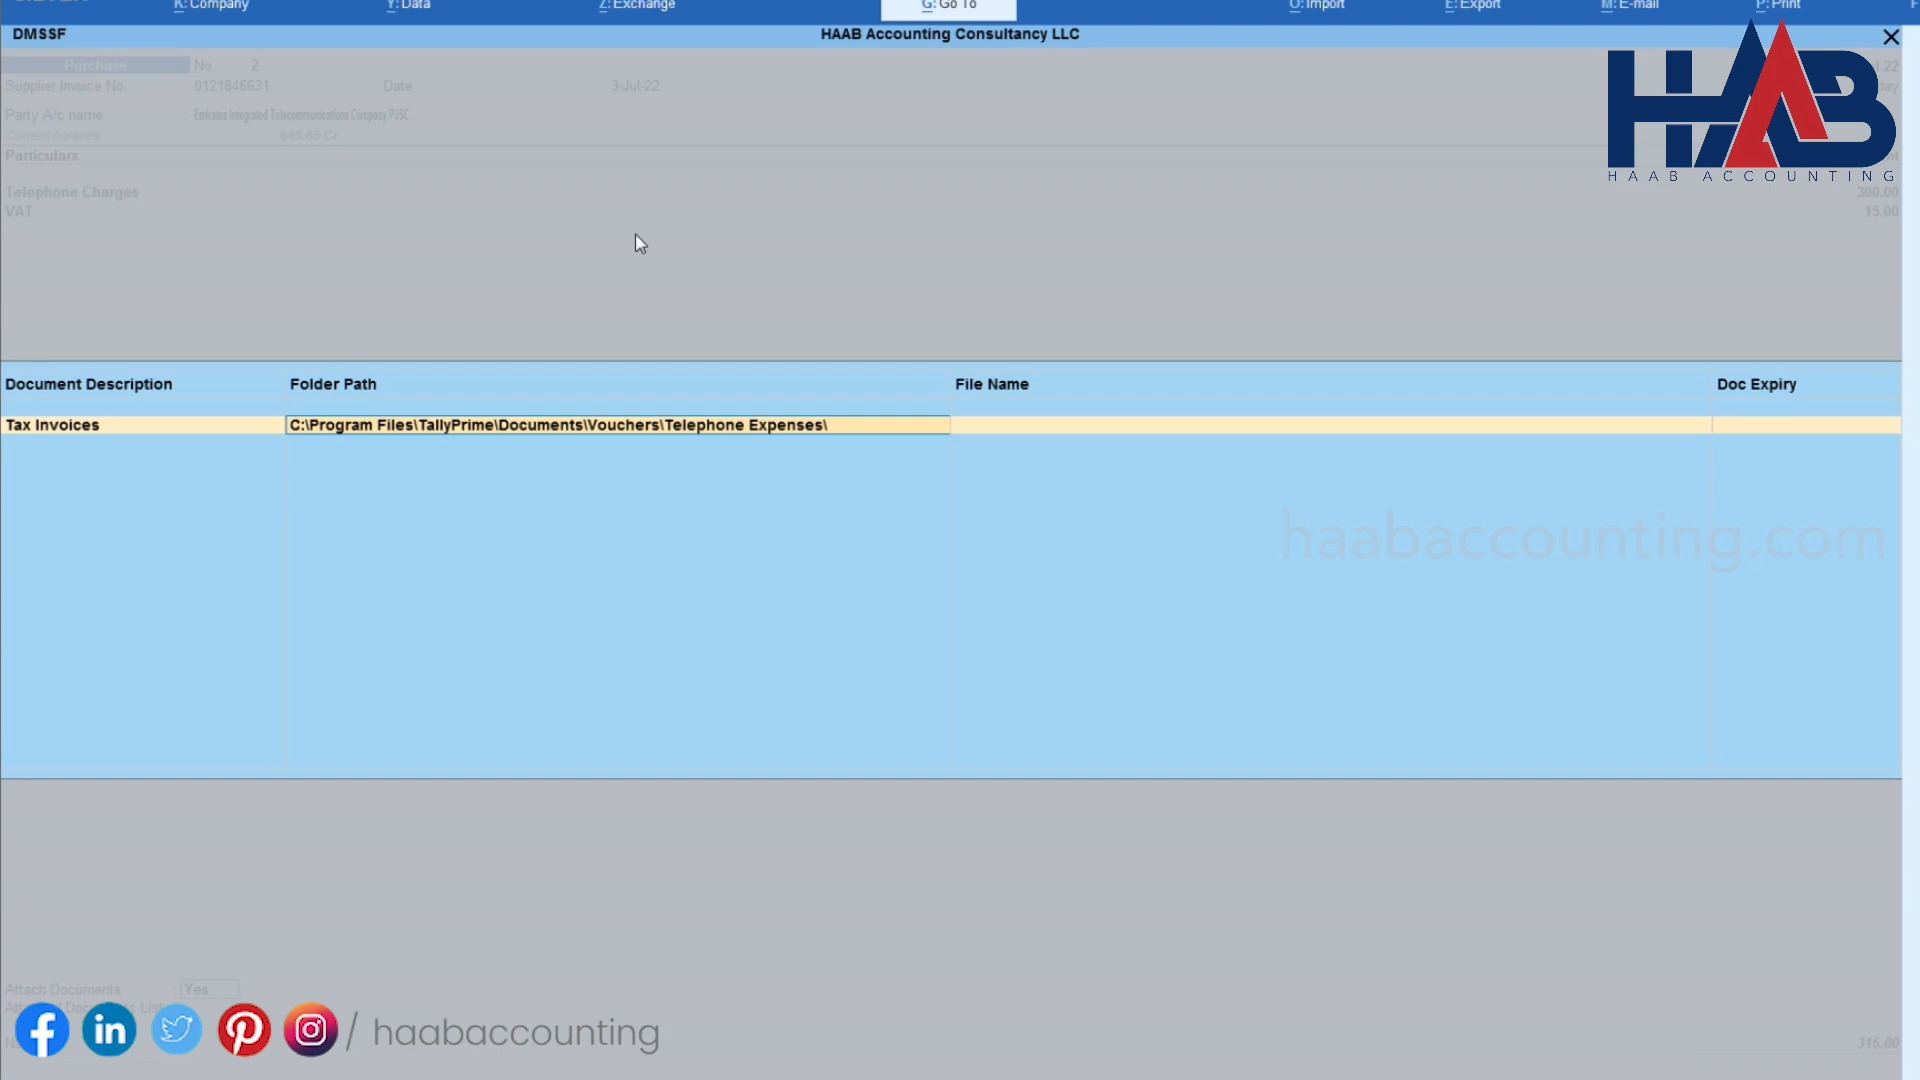 K: Company Y: Data Z: Exchange G: Go To O: Import E: Export M: E-mail P: Print F
DMSSF HAAB Accounting Consultancy LLC
HAAB
HAAB ACCOUNTING
Purchase No. 2
Supplier Invoice No. : 0121846631 Date : 3-Jul-22
Party A/c name : Emirates Integrated Telecommunications Company PJSC
Current balance : 645.65 Cr
Particulars
Telephone Charges 300.00
VAT 15.00
Document Description Folder Path File Name Doc Expiry
Tax Invoices C:\Program Files\TallyPrime\Documents\Vouchers\Telephone Expenses\
haabaccounting.com
Attach Documents : Yes
/ haabaccounting
315.00